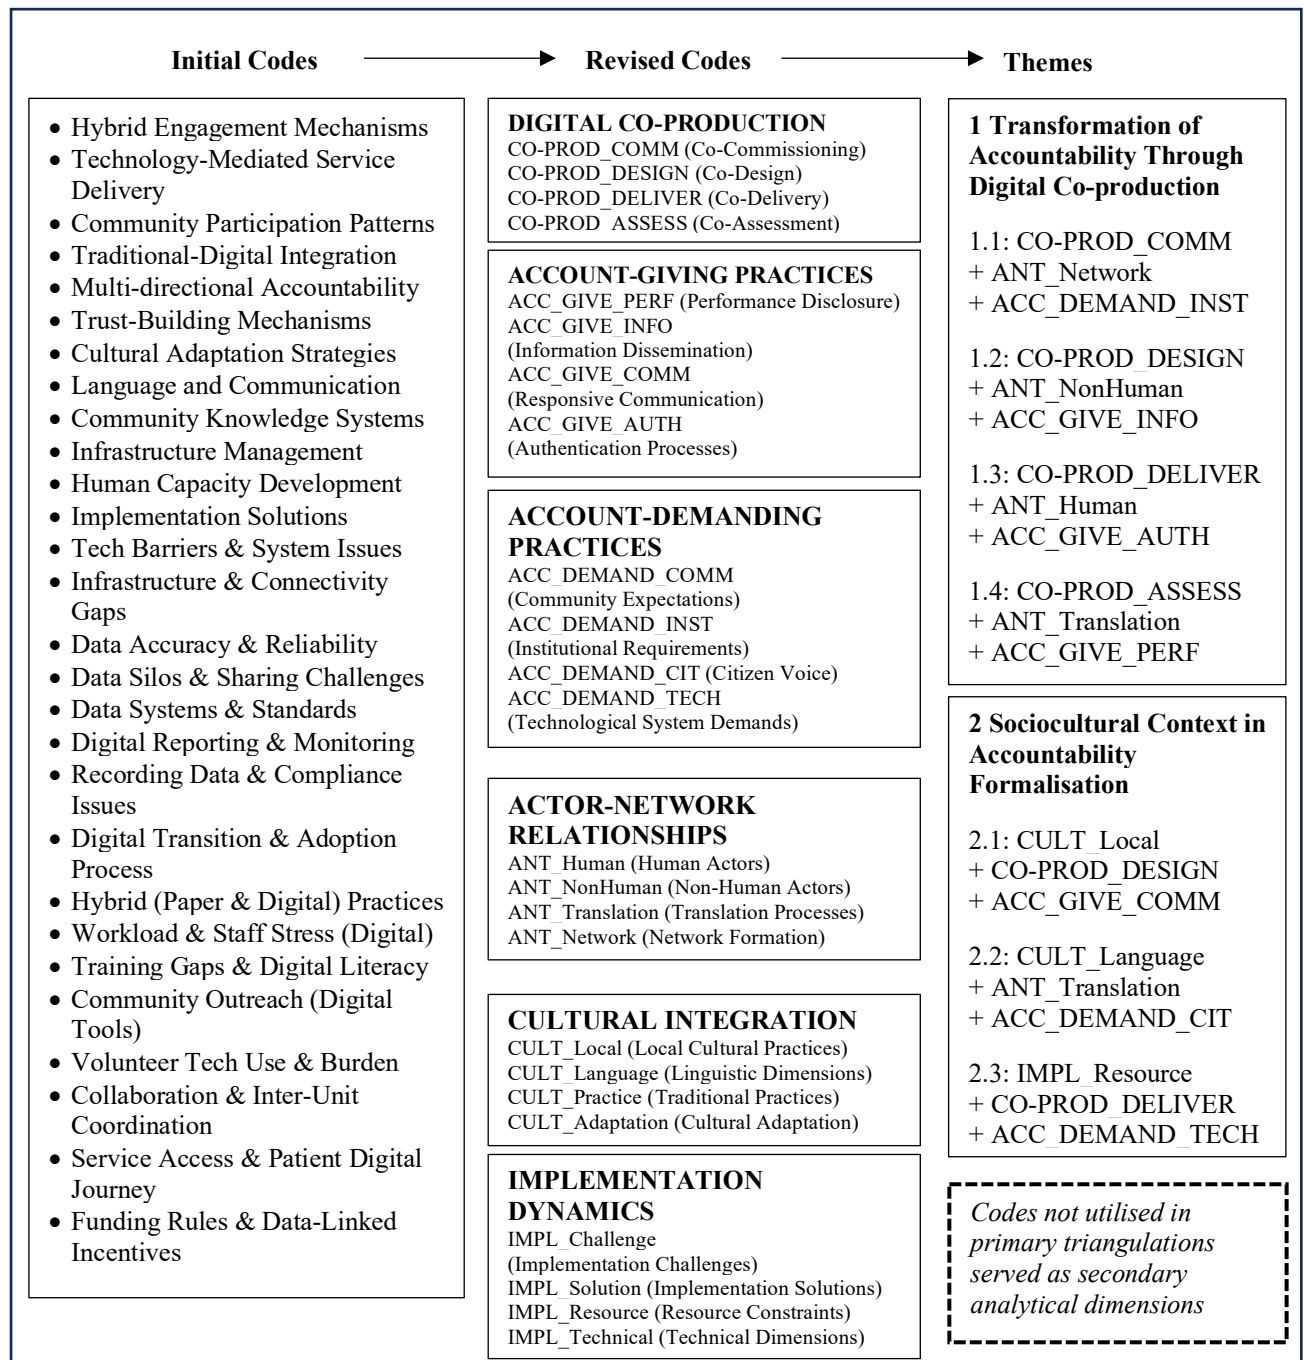 Initial Codes
Revised Codes
Themes
• Hybrid Engagement Mechanisms
• Technology-Mediated Service
Delivery
• Community Participation Patterns
• Traditional-Digital Integration
• Multi-directional Accountability
• Trust-Building Mechanisms
• Cultural Adaptation Strategies
• Language and Communication
• Community Knowledge Systems
• Infrastructure Management
• Human Capacity Development
• Implementation Solutions
• Tech Barriers & System Issues
• Infrastructure & Connectivity
Gaps
• Data Accuracy & Reliability
• Data Silos & Sharing Challenges
• Data Systems & Standards
• Digital Reporting & Monitoring
• Recording Data & Compliance
Issues
• Digital Transition & Adoption
Process
• Hybrid (Paper & Digital) Practices
• Workload & Staff Stress (Digital)
• Training Gaps & Digital Literacy
• Community Outreach (Digital
Tools)
• Volunteer Tech Use & Burden
• Collaboration & Inter-Unit
Coordination
• Service Access & Patient Digital
Journey
• Funding Rules & Data-Linked
Incentives
DIGITAL CO-PRODUCTION
CO-PROD_COMM (Co-Commissioning)
CO-PROD_DESIGN (Co-Design)
CO-PROD_DELIVER (Co-Delivery)
CO-PROD_ASSESS (Co-Assessment)
ACCOUNT-GIVING PRACTICES
ACC_GIVE_PERF (Performance Disclosure)
ACC_GIVE_INFO
(Information Dissemination)
ACC_GIVE_COMM
(Responsive Communication)
ACC_GIVE_AUTH
(Authentication Processes)
ACCOUNT-DEMANDING
PRACTICES
ACC_DEMAND_COMM
(Community Expectations)
ACC_DEMAND_INST
(Institutional Requirements)
ACC_DEMAND_CIT (Citizen Voice)
ACC_DEMAND_TECH
(Technological System Demands)
ACTOR-NETWORK
RELATIONSHIPS
ANT_Human (Human Actors)
ANT_NonHuman (Non-Human Actors)
ANT_Translation (Translation Processes)
ANT_Network (Network Formation)
CULTURAL INTEGRATION
CULT_Local (Local Cultural Practices)
CULT_Language (Linguistic Dimensions)
CULT_Practice (Traditional Practices)
CULT_Adaptation (Cultural Adaptation)
IMPLEMENTATION
DYNAMICS
IMPL_Challenge
(Implementation Challenges)
IMPL_Solution (Implementation Solutions)
IMPL_Resource (Resource Constraints)
IMPL_Technical (Technical Dimensions)
1 Transformation of
Accountability Through
Digital Co-production
1.1: CO-PROD_COMM
+ ANT_Network
+ ACC_DEMAND_INST
1.2: CO-PROD_DESIGN
+ ANT_NonHuman
+ ACC_GIVE_INFO
1.3: CO-PROD_DELIVER
+ ANT_Human
+ ACC_GIVE_AUTH
1.4: CO-PROD_ASSESS
+ ANT_Translation
+ ACC_GIVE_PERF
2 Sociocultural Context in
Accountability
Formalisation
2.1: CULT_Local
+ CO-PROD_DESIGN
+ ACC_GIVE_COMM
2.2: CULT_Language
+ ANT_Translation
+ ACC_DEMAND_CIT
2.3: IMPL_Resource
+ CO-PROD_DELIVER
+ ACC_DEMAND_TECH
Codes not utilised in
primary triangulations
served as secondary
analytical dimensions